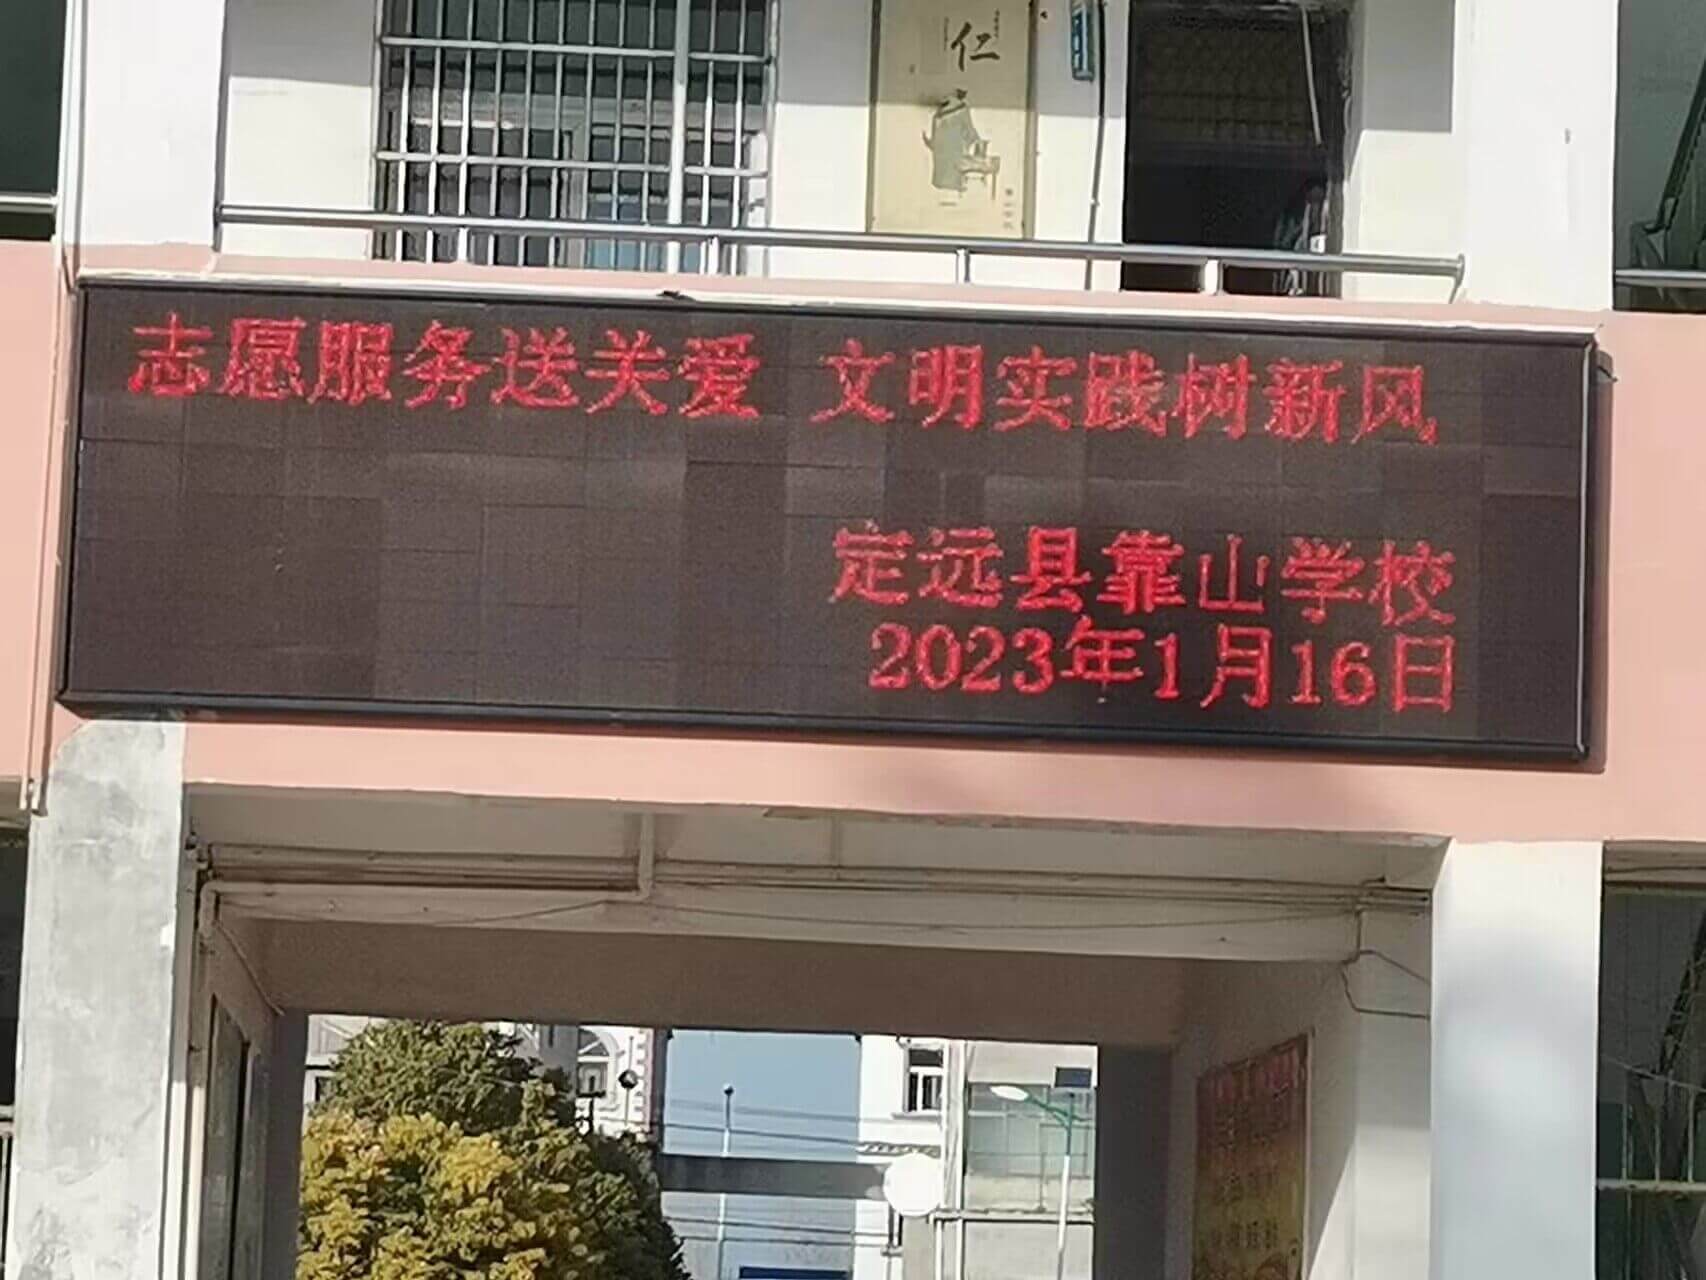 仁
志愿服务送关爱 文明实践树新风
定远县靠山学校
2023年1月16日